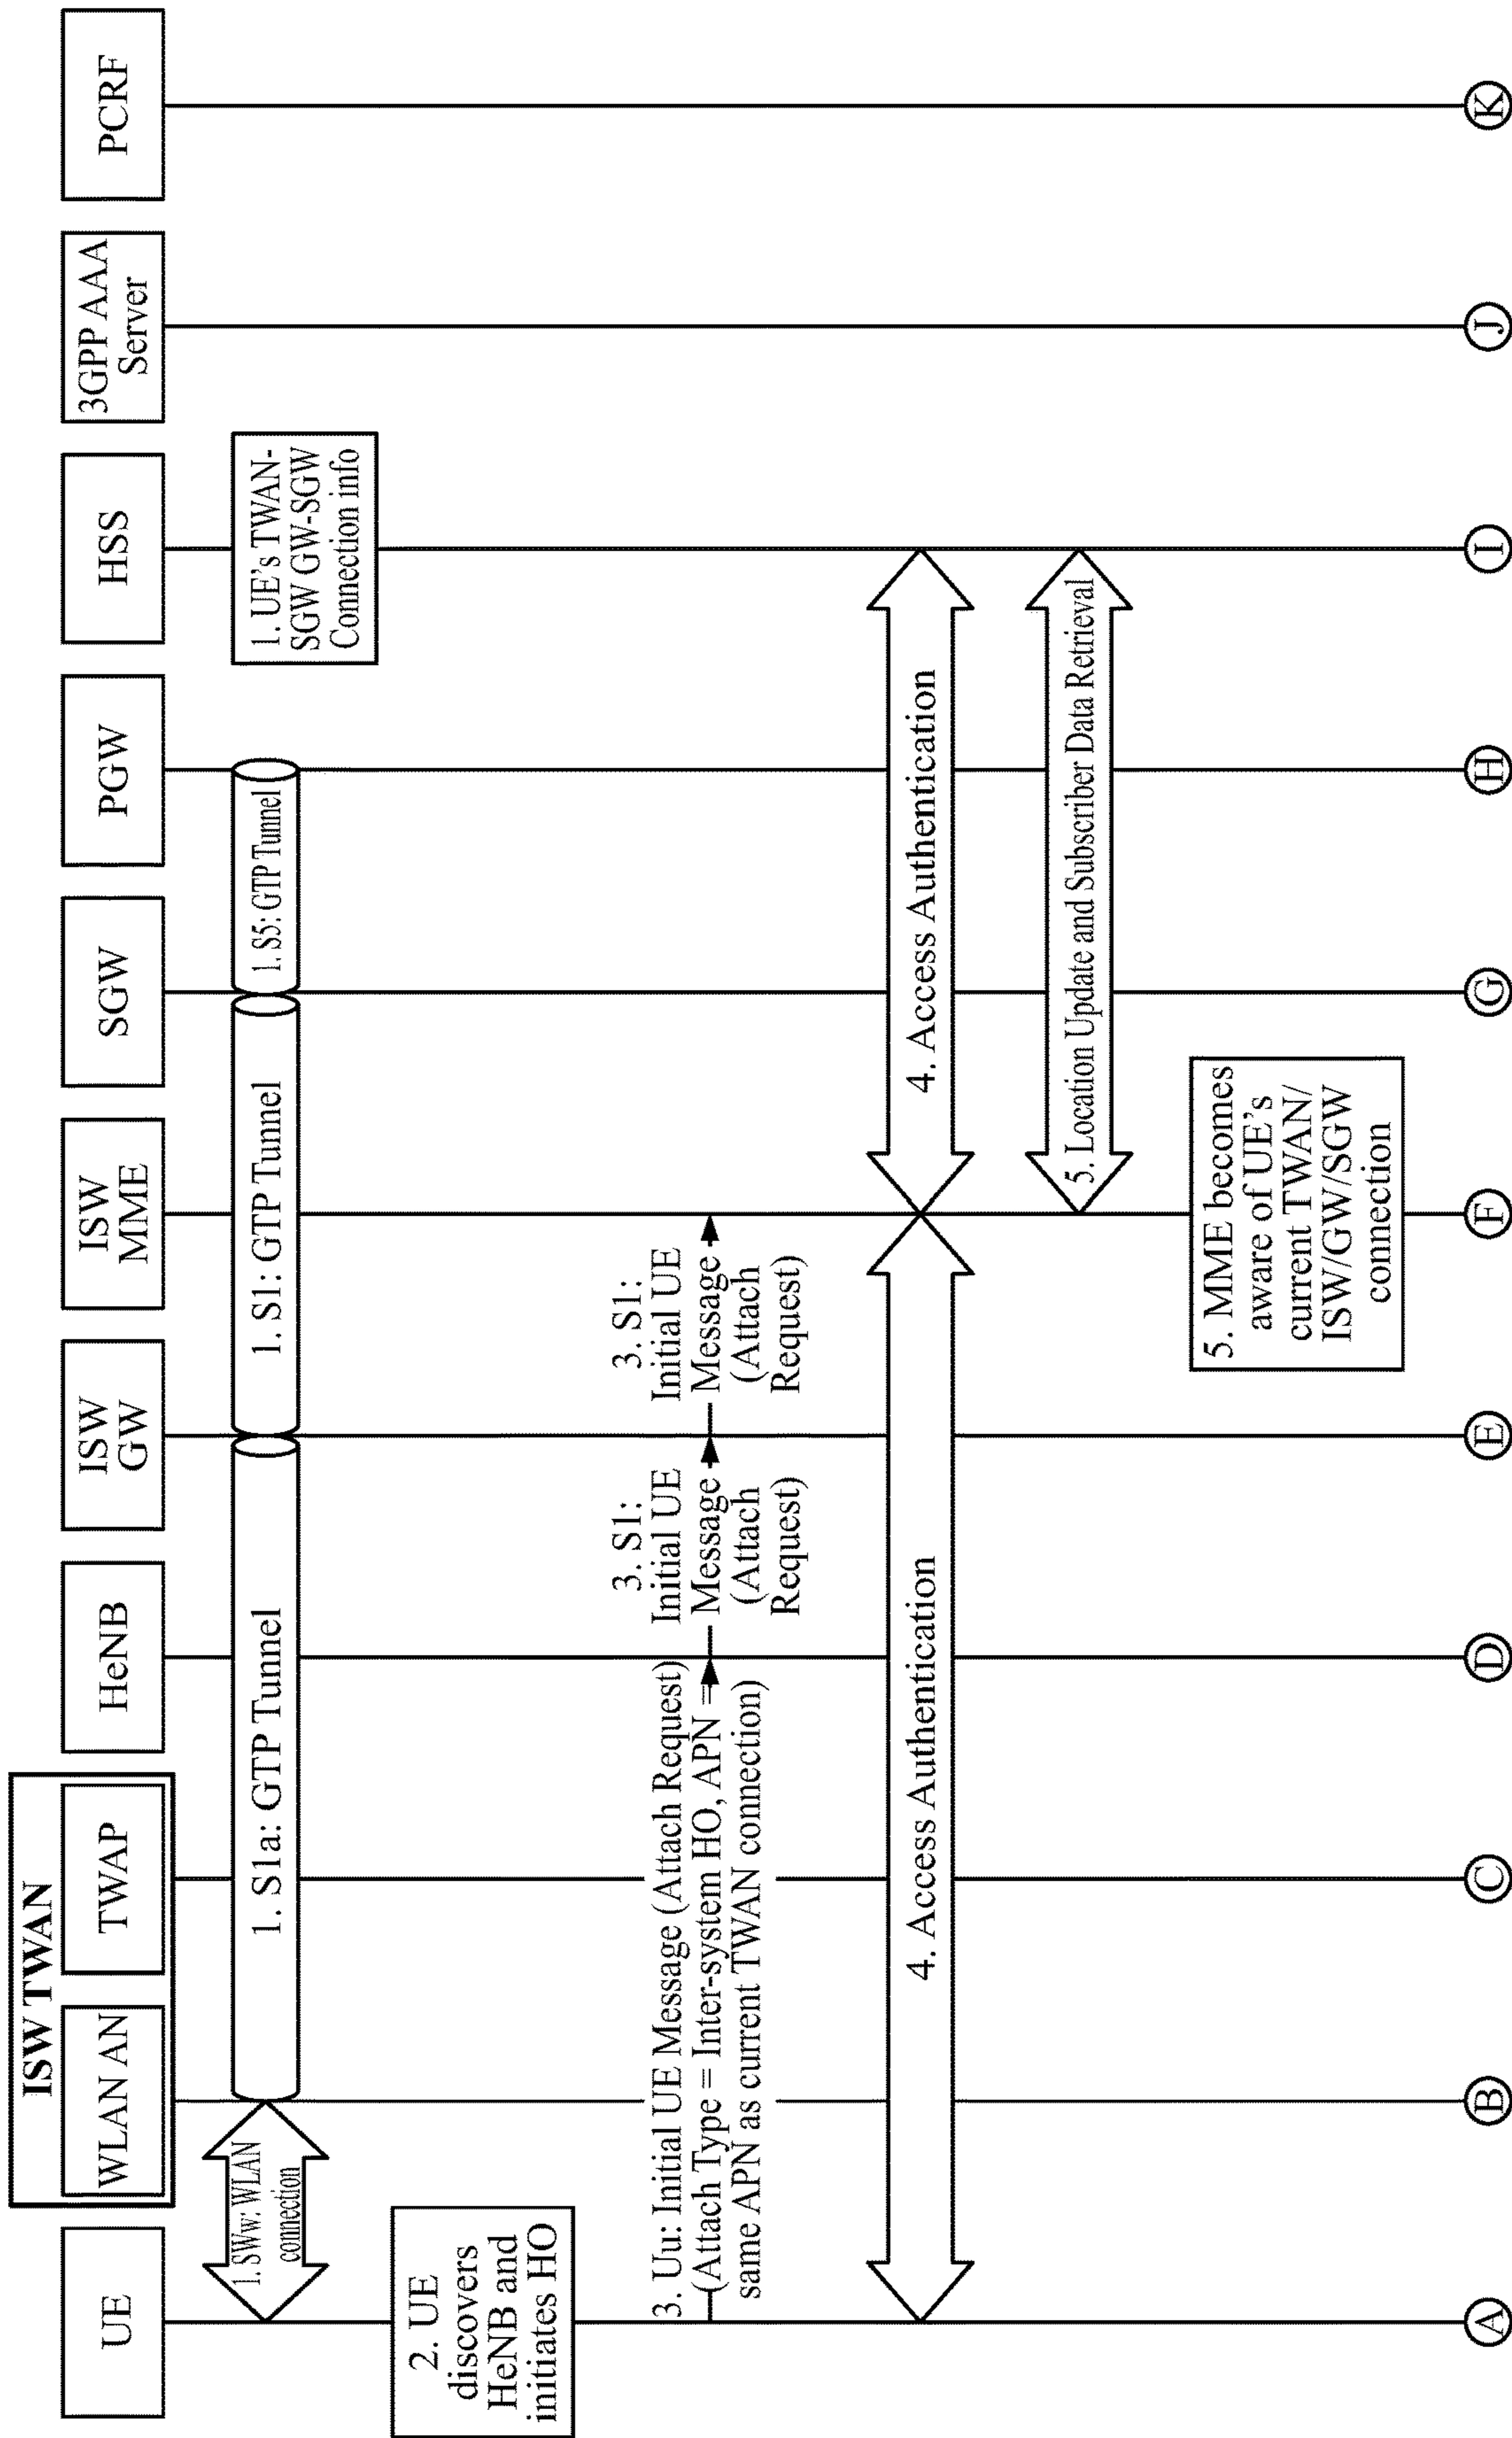 ISW TWAN
UE
WLAN AN
TWAP
HeNB
ISW
GW
ISW
MME
SGW
PGW
HSS
3GPP AAA
Server
PCRF
1. SWw: WLAN
connection
1. S1a: GTP Tunnel
1. S1: GTP Tunnel
1. S5: GTP Tunnel
1. UE's TWAN-
SGW GW-SGW
Connection info
2. UE
discovers
HeNB and
initiates HO
3. Uu: Initial UE Message (Attach Request)
(Attach Type = Inter-system HO, APN =
same APN as current TWAN connection)
3. S1:
Initial UE
Message
(Attach
Request)
3. S1:
Initial UE
Message
(Attach
Request)
4. Access Authentication
4. Access Authentication
5. Location Update and Subscriber Data Retrieval
5. MME becomes
aware of UE's
current TWAN/
ISW/GW/SGW
connection
A
B
C
D
E
F
G
H
I
J
K